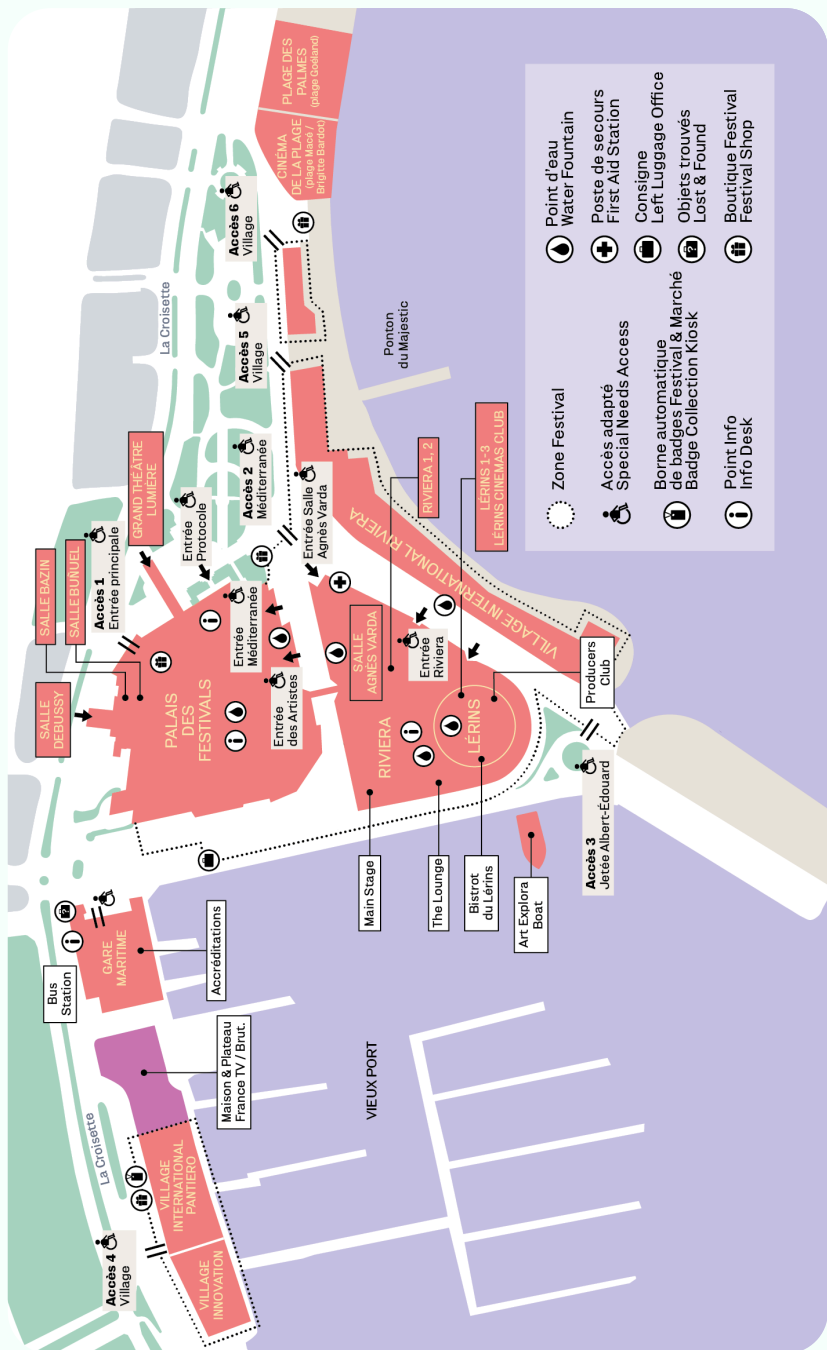 PLAGE DES
PALMES
(plage Goéland)
CINÉMA
DE LA PLAGE
(plage Macé /
Brigitte Bardot)
Accès 6
Village
La Croisette
Accès 5
Village
Ponton
du Majestic
GRAND THÉÂTRE
LUMIÈRE
Entrée
Protocole
Accès 2
Méditerranée
Entrée Salle
Agnès Varda
RIVIERA 1, 2
LÉRINS 1-3
LÉRINS CINEMAS CLUB
VILLAGE INTERNATIONAL RIVIERA
SALLE BAZIN
SALLE BUÑUEL
Accès 1
Entrée principale
SALLE
DEBUSSY
PALAIS
DES
FESTIVALS
Entrée
Méditerranée
Entrée
des Artistes
SALLE
AGNÈS VARDA
Entrée
Riviera
RIVIERA
LÉRINS
Producers
Club
Main Stage
The Lounge
Bistrot
du Lérins
Art Explora
Boat
Accès 3
Jetée Albert-Édouard
Bus
Station
GARE
MARITIME
Accréditations
Maison & Plateau
France TV / Brut.
VIEUX PORT
La Croisette
VILLAGE
INTERNATIONAL
PANTIERO
Accès 4
Village
VILLAGE
INNOVATION
Zone Festival
Accès adapté
Special Needs Access
Borne automatique
de badges Festival & Marché
Badge Collection Kiosk
Point Info
Info Desk
Point d'eau
Water Fountain
Poste de secours
First Aid Station
Consigne
Left Luggage Office
Objets trouvés
Lost & Found
Boutique Festival
Festival Shop